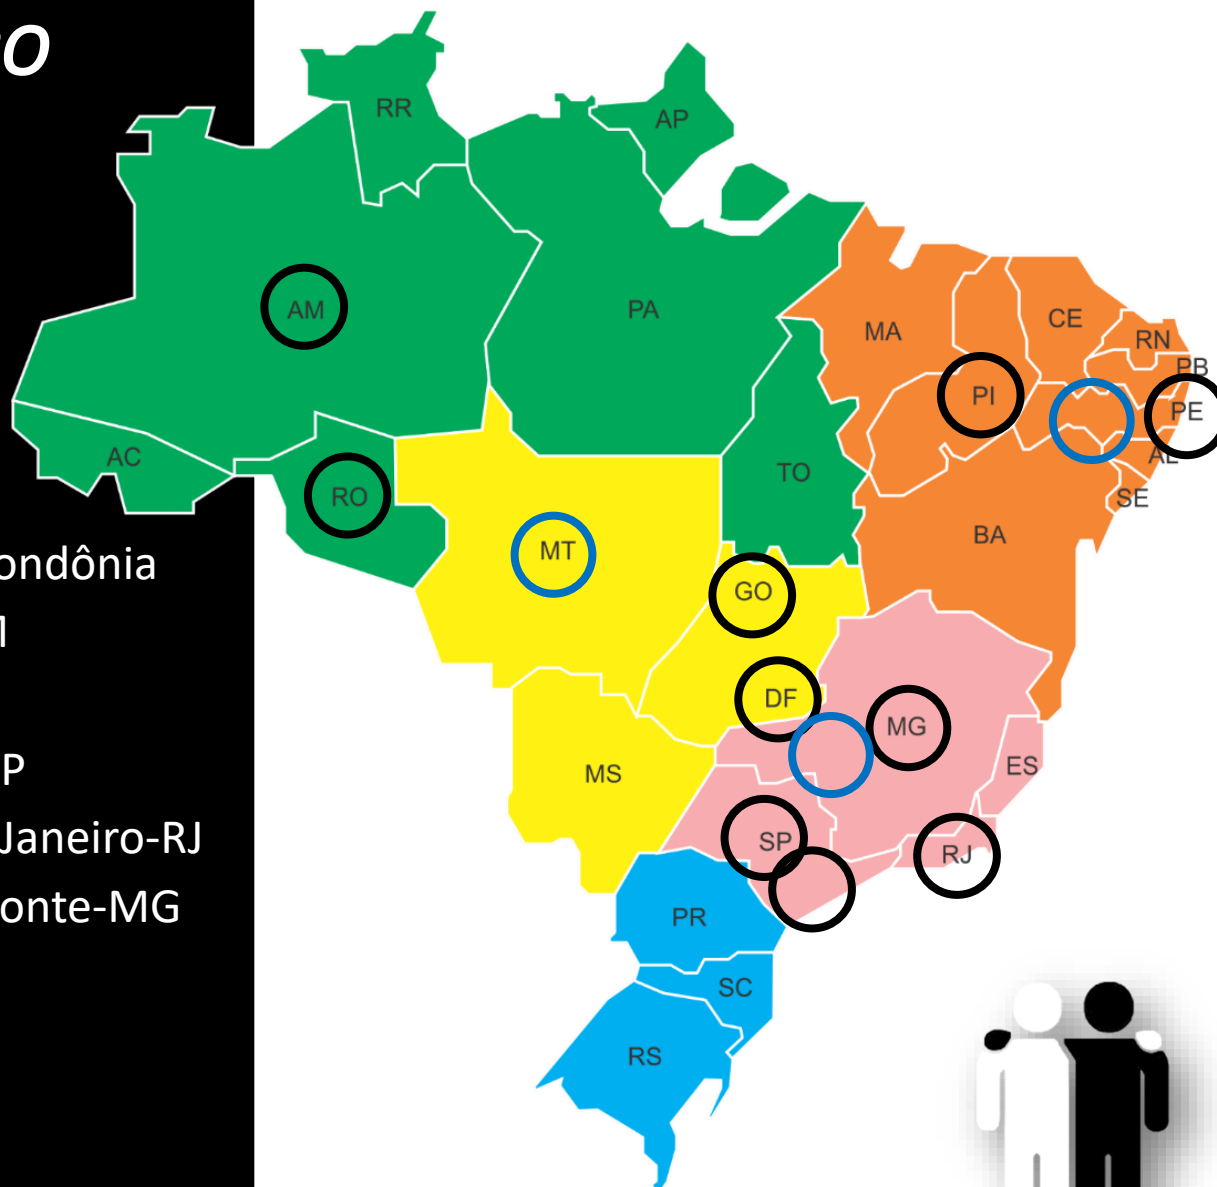 RR
AP
AM
PA
MA
CE
RN
PB
PI
PE
AL
AC
TO
SE
RO
BA
MT
GO
ondônia
DF
MG
P
MS
ES
Janeiro-RJ
SP
RJ
onte-MG
PR
SC
RS